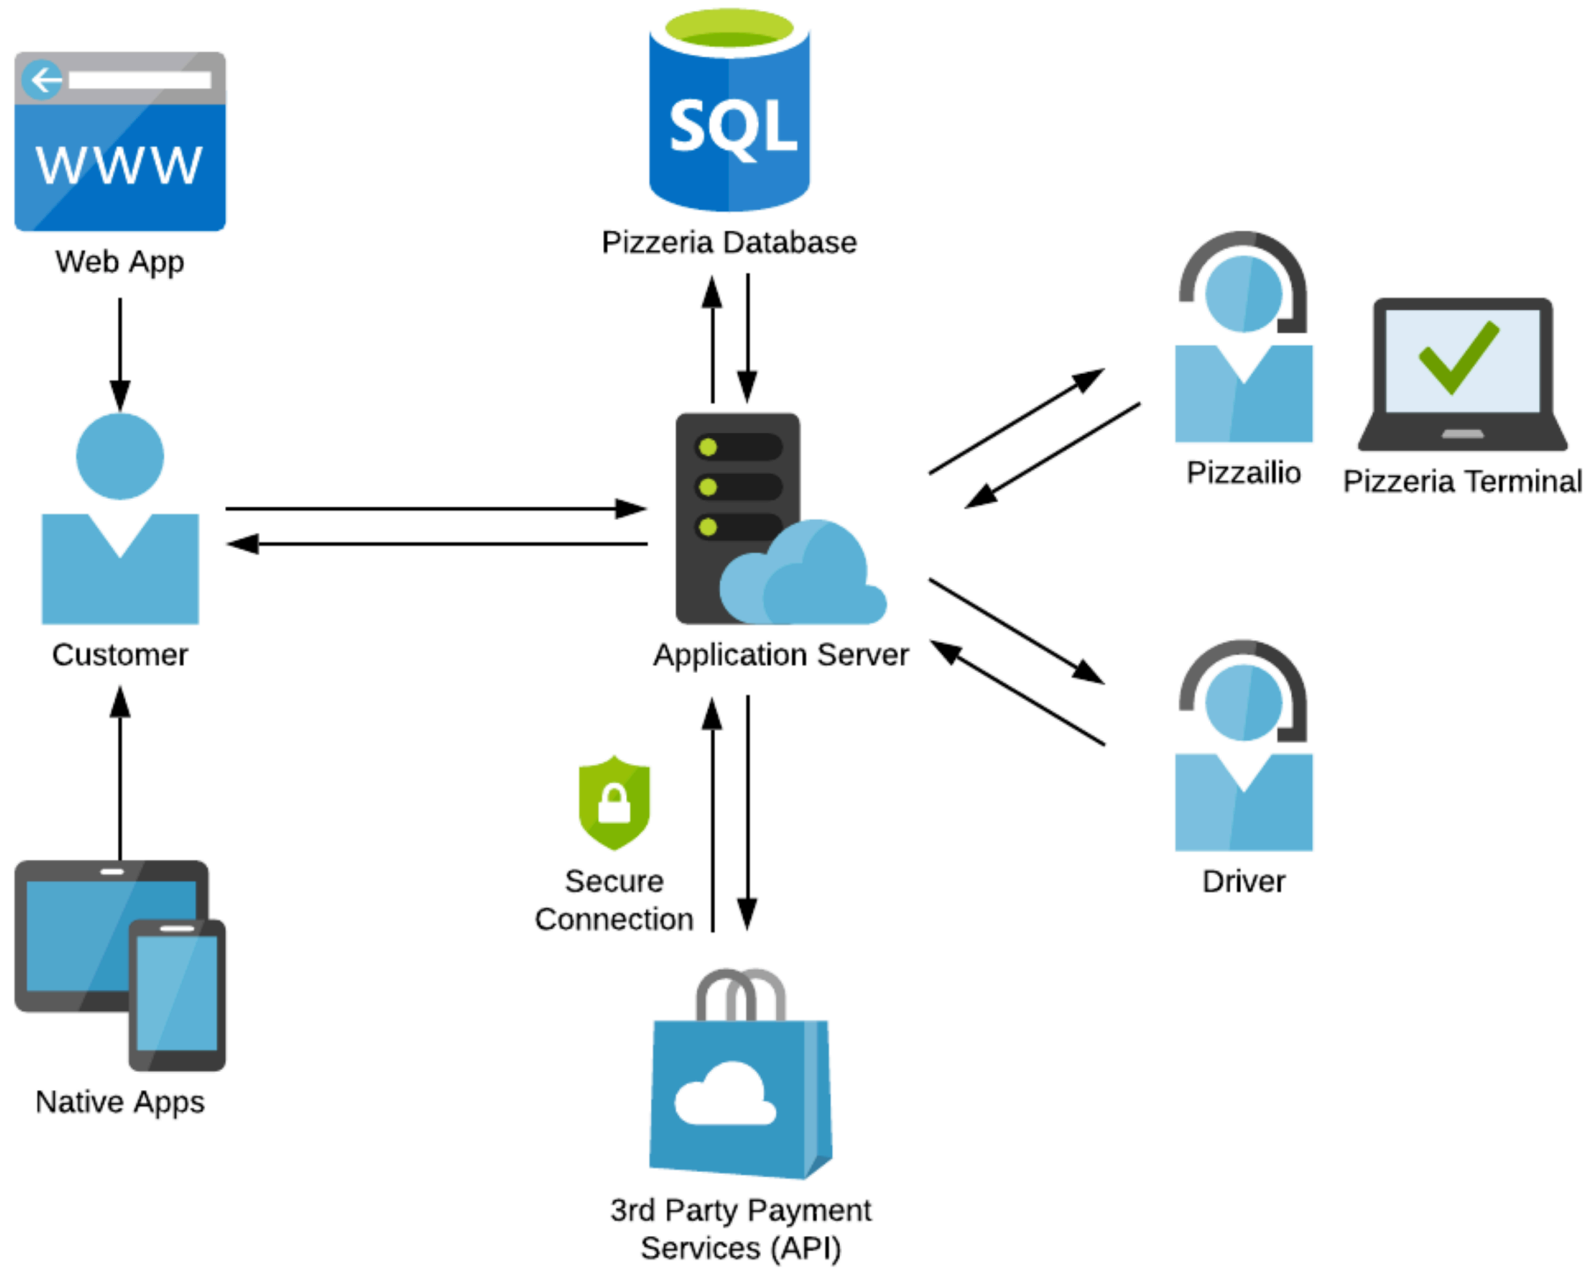 WWW
Web App
SQL
Pizzeria Database
Pizzailio
Pizzeria Terminal
Customer
Application Server
Secure
Connection
Driver
Native Apps
3rd Party Payment
Services (API)